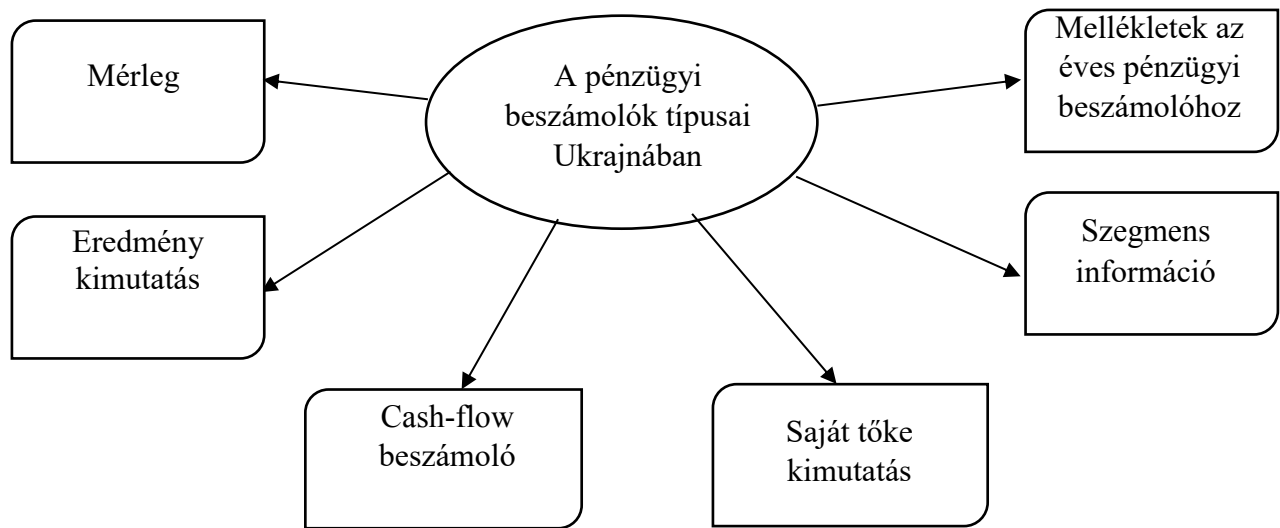 A pénzügyi
beszámolók típusai
Ukrajnában
Mérleg
Eredmény
kimutatás
Cash-flow
beszámoló
Saját tőke
kimutatás
Szegmens
információ
Mellékletek az
éves pénzügyi
beszámolóhoz